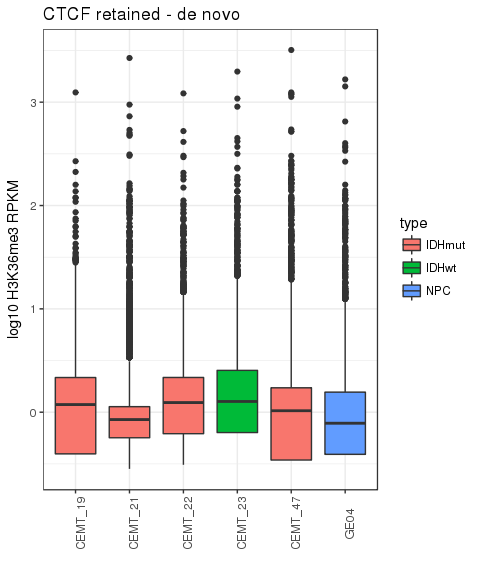 CTCF retained - de novo
log10 H3K36me3 RPKM
3
2
1
0
CEMT_19
CEMT_21
CEMT_22
CEMT_23
CEMT_47
GE04
type
IDHmut
IDHwt
NPC